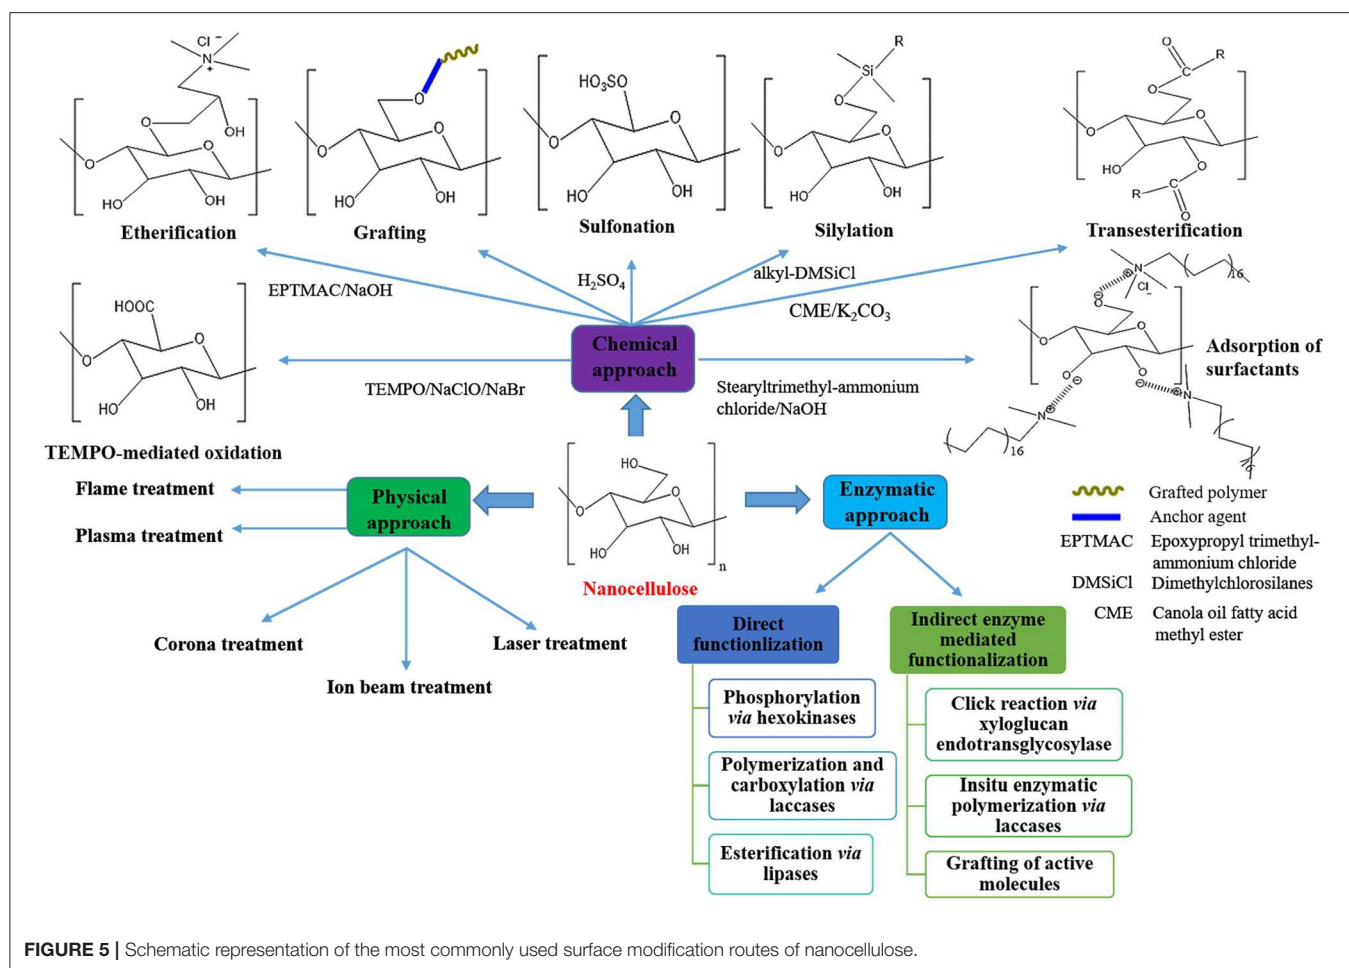 Cl −
N
+
O
OH
O
O
HO
OH
Etherification
O
O
O
HO
OH
Grafting
HO₃SO
O
O
HO
OH
Sulfonation
R
Si
O
O
O
HO
OH
Silylation
O
R
O
O
O
HO
O
R
O
Transesterification
EPTMAC/NaOH
H₂SO₄
alkyl-DMSiCl
CME/K₂CO₃
HOOC
O
O
HO
OH
TEMPO-mediated oxidation
TEMPO/NaClO/NaBr
Chemical
approach
Stearyltrimethyl-ammonium
chloride/NaOH
N
Cl
16
O
O
O
O
O
N
16
N
Adsorption of
surfactants
Flame treatment
Plasma treatment
Physical
approach
Corona treatment
Ion beam treatment
Laser treatment
HO
O
O
HO
OH
n
Nanocellulose
Enzymatic
approach
Grafted polymer
Anchor agent
EPTMAC Epoxypropyl trimethyl-
ammonium chloride
DMSiCl Dimethylchlorosilanes
CME Canola oil fatty acid
methyl ester
Direct
functionlization
Phosphorylation
via hexokinases
Polymerization and
carboxylation via
laccases
Esterification via
lipases
Indirect enzyme
mediated
functionalization
Click reaction via
xyloglucan
endotransglycosylase
Insitu enzymatic
polymerization via
laccases
Grafting of active
molecules
FIGURE 5 | Schematic representation of the most commonly used surface modification routes of nanocellulose.